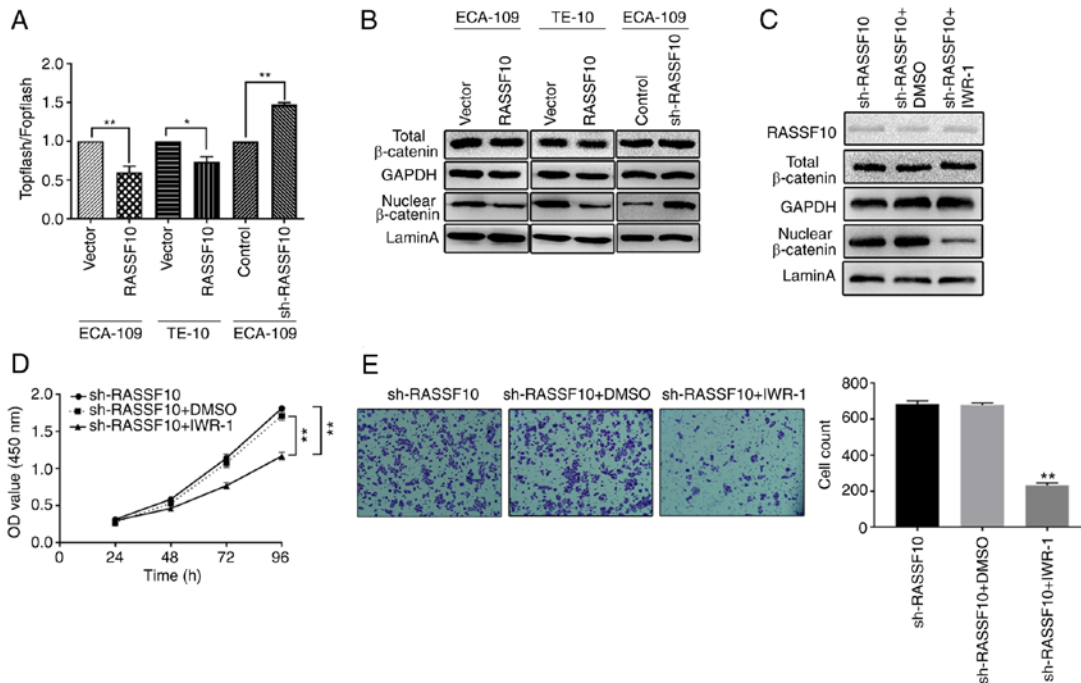 A
Topflash/Fopflash
2.0
1.5
1.0
0.5
0.0
**
*
**
Vector
RASSF10
Vector
RASSF10
Control
sh-RASSF10
ECA-109
TE-10
ECA-109
B
ECA-109
TE-10
ECA-109
Vector
RASSF10
Vector
RASSF10
Control
sh-RASSF10
Total
β-catenin
GAPDH
Nuclear
β-catenin
LaminA
C
sh-RASSF10
sh-RASSF10+
DMSO
sh-RASSF10+
IWR-1
RASSF10
Total
β-catenin
GAPDH
Nuclear
β-catenin
LaminA
D
OD value (450 nm)
2.0
1.5
1.0
0.5
0.0
sh-RASSF10
sh-RASSF10+DMSO
sh-RASSF10+IWR-1
**
**
0
24
48
72
96
Time (h)
E
sh-RASSF10
sh-RASSF10+DMSO
sh-RASSF10+IWR-1
Cell count
800
600
400
200
0
**
sh-RASSF10
sh-RASSF10+DMSO
sh-RASSF10+IWR-1